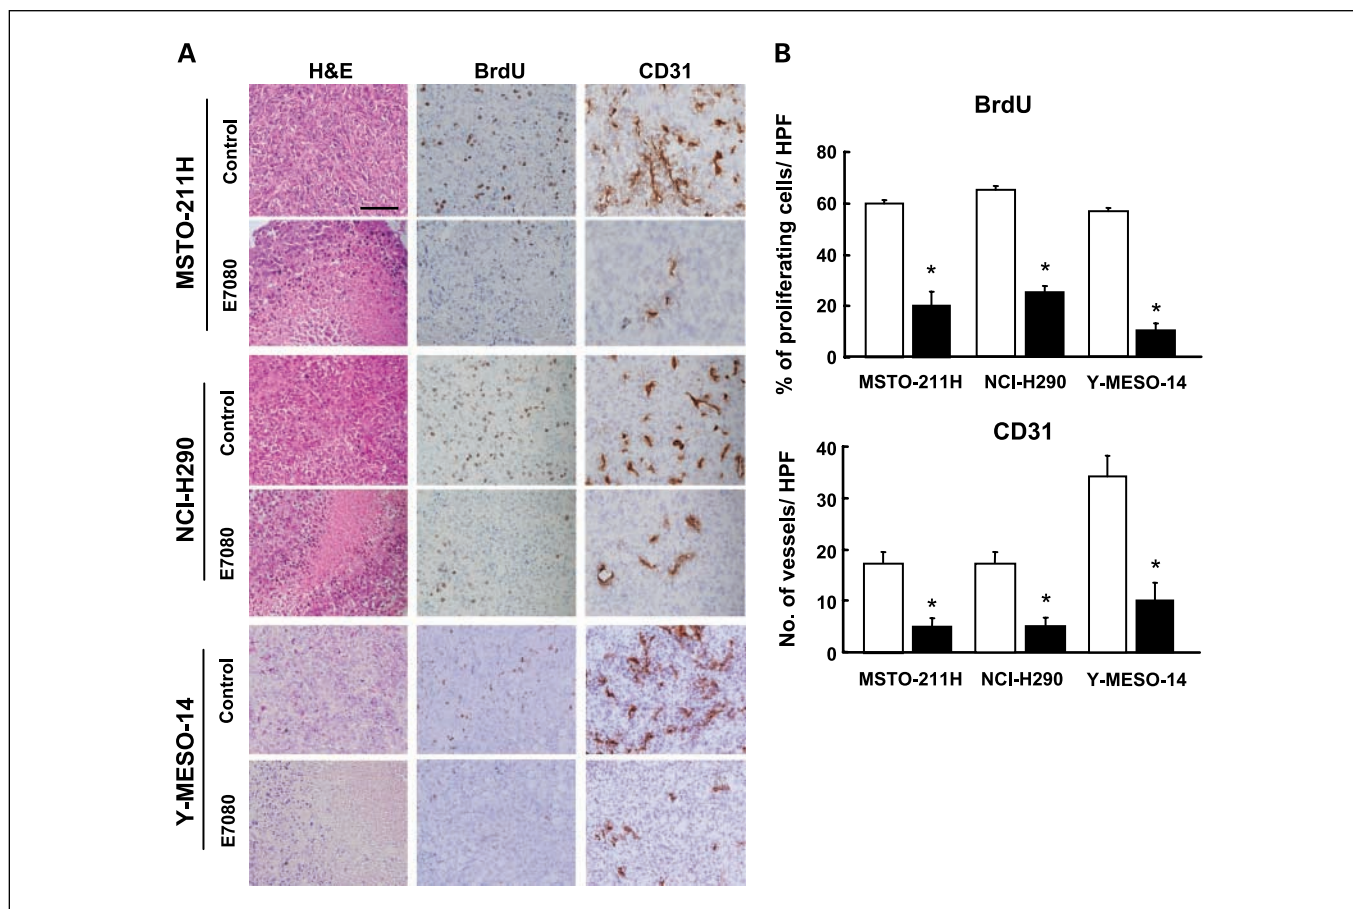 A
H&E BrdU CD31
MSTO-211H
Control
E7080
NCI-H290
Control
E7080
Y-MESO-14
Control
E7080
B
BrdU
% of proliferating cells/ HPF
80
60
40
20
0
* * *
MSTO-211H NCI-H290 Y-MESO-14
CD31
No. of vessels/ HPF
40
30
20
10
0
* * *
MSTO-211H NCI-H290 Y-MESO-14